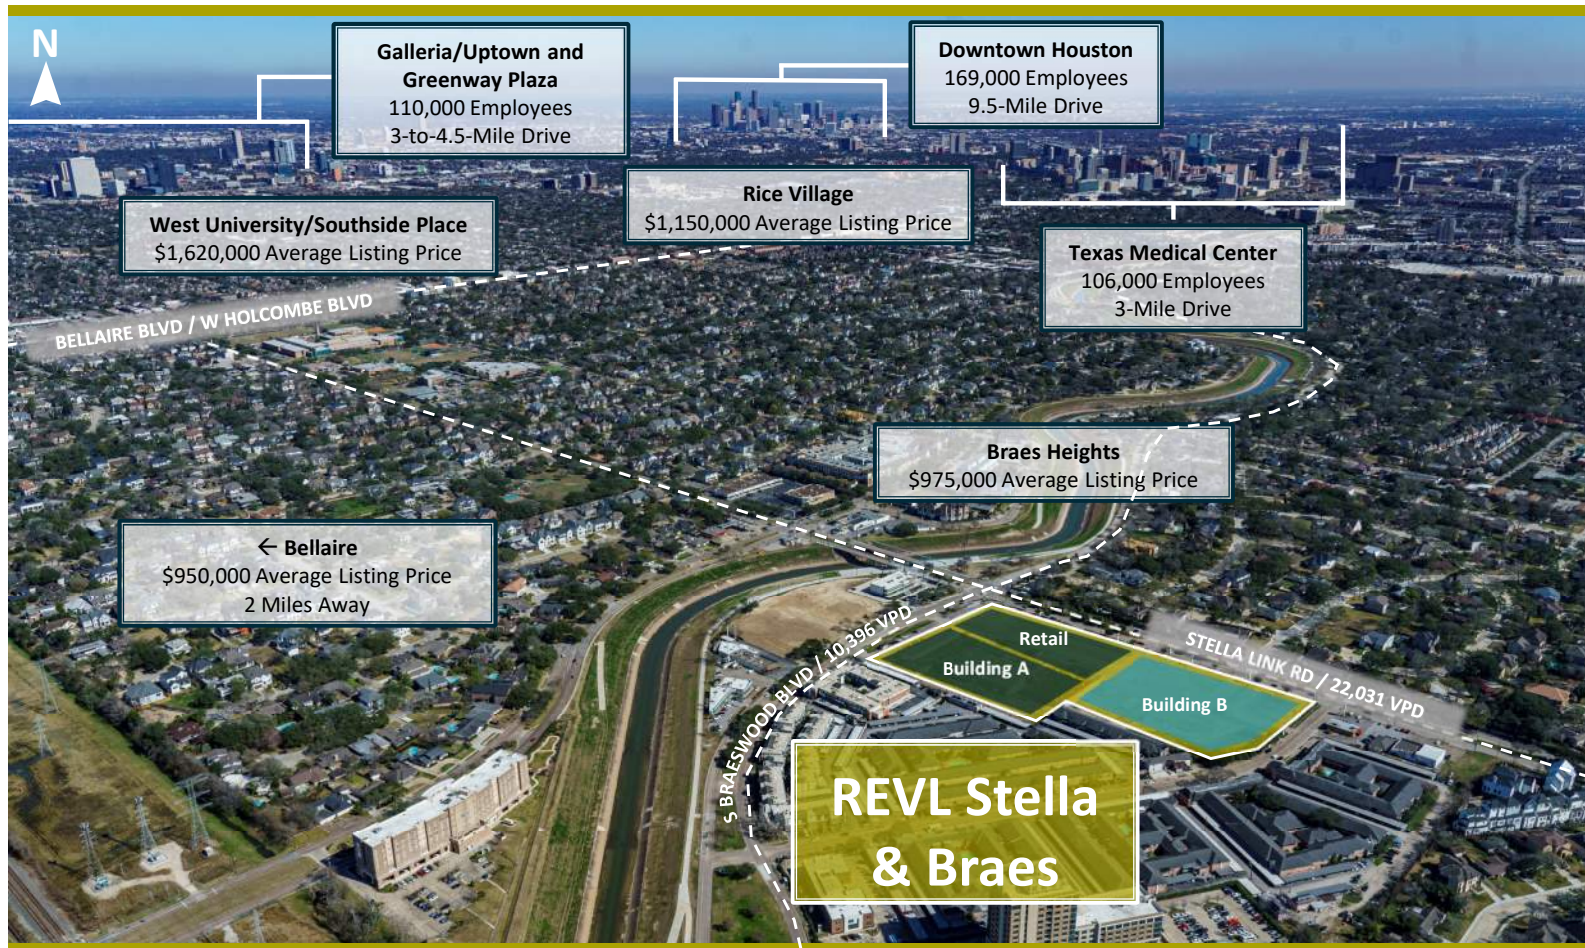 N
Galleria/Uptown and
Greenway Plaza
110,000 Employees
3-to-4.5-Mile Drive
Downtown Houston
169,000 Employees
9.5-Mile Drive
West University/Southside Place
$1,620,000 Average Listing Price
Rice Village
$1,150,000 Average Listing Price
Texas Medical Center
106,000 Employees
3-Mile Drive
BELLAIRE BLVD / W HOLCOMBE BLVD
Braes Heights
$975,000 Average Listing Price
← Bellaire
$950,000 Average Listing Price
2 Miles Away
S BRAESWOOD BLVD / 10,396 VPD
STELLA LINK RD / 22,031 VPD
Retail
Building A
Building B
REVL Stella
& Braes